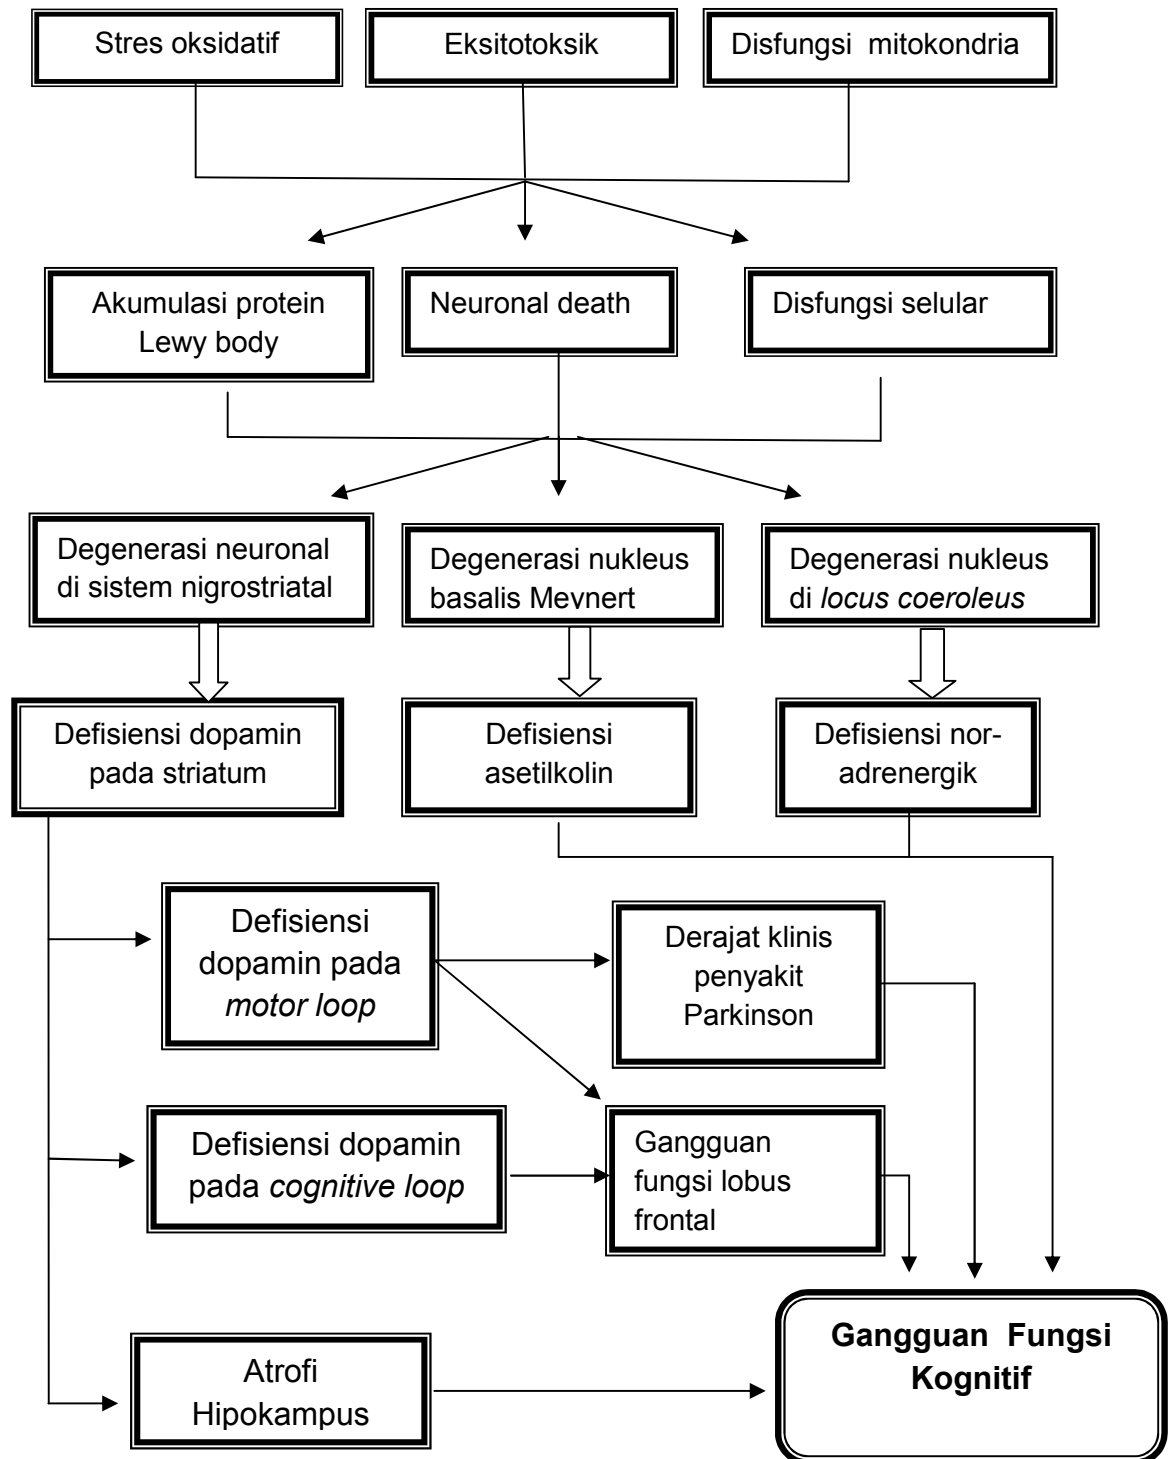 Stres oksidatif
Eksitotoksik
Disfungsi mitokondria
Akumulasi protein
Lewy body
Neuronal death
Disfungsi selular
Degenerasi neuronal
di sistem nigrostriatal
Degenerasi nukleus
basalis Meynert
Degenerasi nukleus
di locus coeroleus
Defisiensi dopamin
pada striatum
Defisiensi
asetilkolin
Defisiensi nor-
adrenergik
Defisiensi
dopamin pada
motor loop
Derajat klinis
penyakit
Parkinson
Defisiensi dopamin
pada cognitive loop
Gangguan
fungsi lobus
frontal
Atrofi
Hipokampus
Gangguan Fungsi
Kognitif